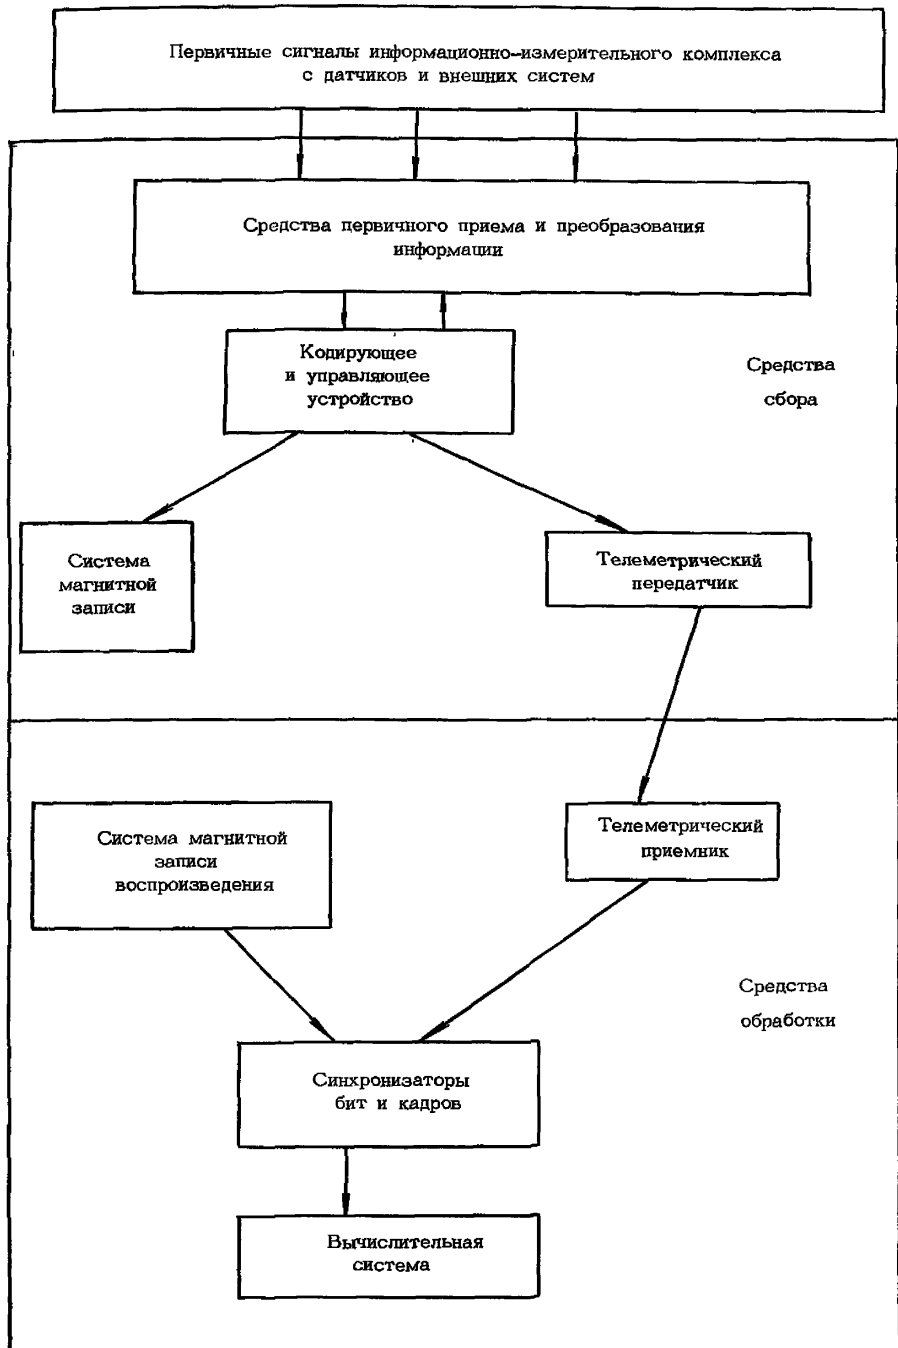 Первичные сигналы информационно-измерительного комплекса
с датчиков и внешних систем
Средства первичного приема и преобразования
информации
Кодирующее
и управляющее
устройство
Средства
сбора
Система
магнитной
записи
Телеметрический
передатчик
Система магнитной
записи
воспроизведения
Телеметрический
приемник
Средства
обработки
Синхронизаторы
бит и кадров
Вычислительная
система